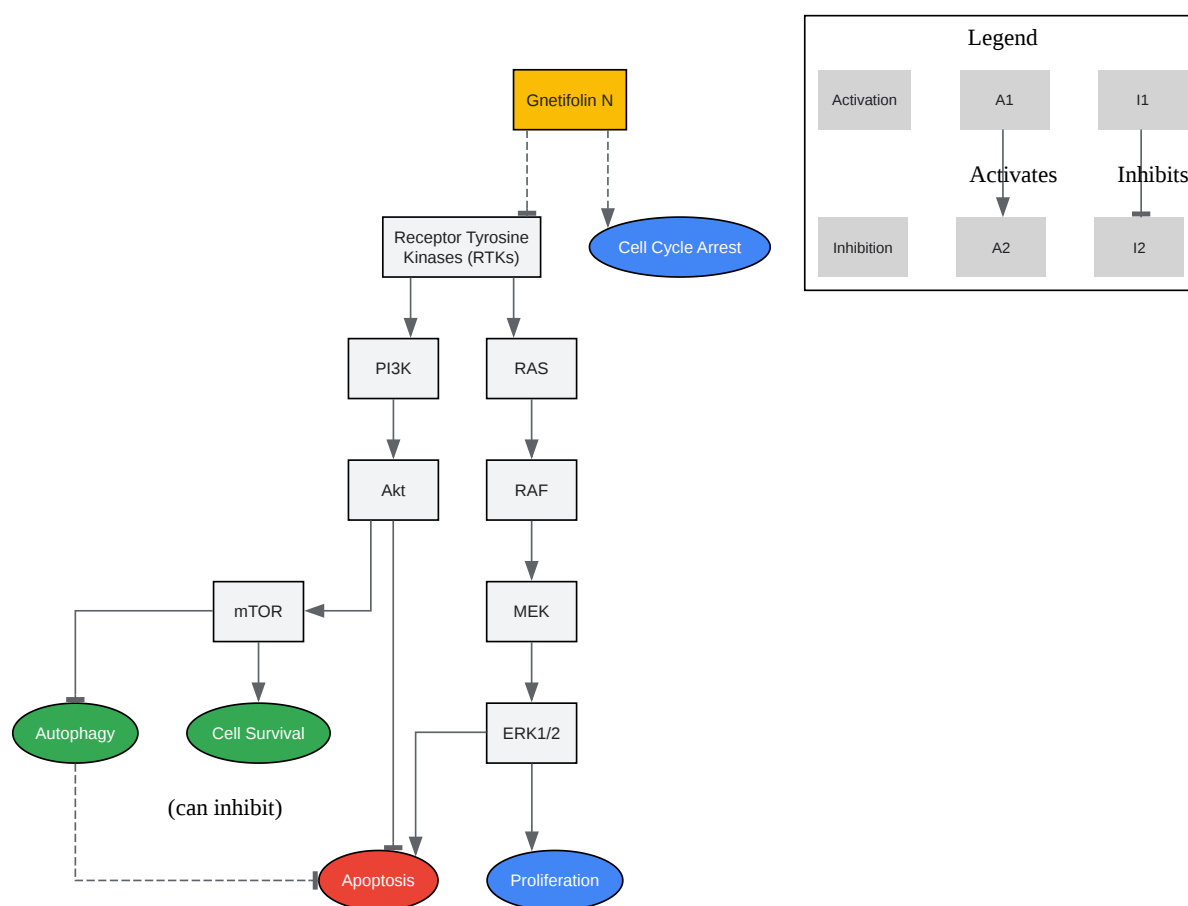 Legend
Gnetifolin N
Activation
A1
I1
Activates
Inhibits
Receptor Tyrosine
Kinases (RTKs)
Cell Cycle Arrest
Inhibition
A2
I2
PI3K
RAS
Akt
RAF
mTOR
MEK
Autophagy
Cell Survival
ERK1/2
(can inhibit)
Apoptosis
Proliferation